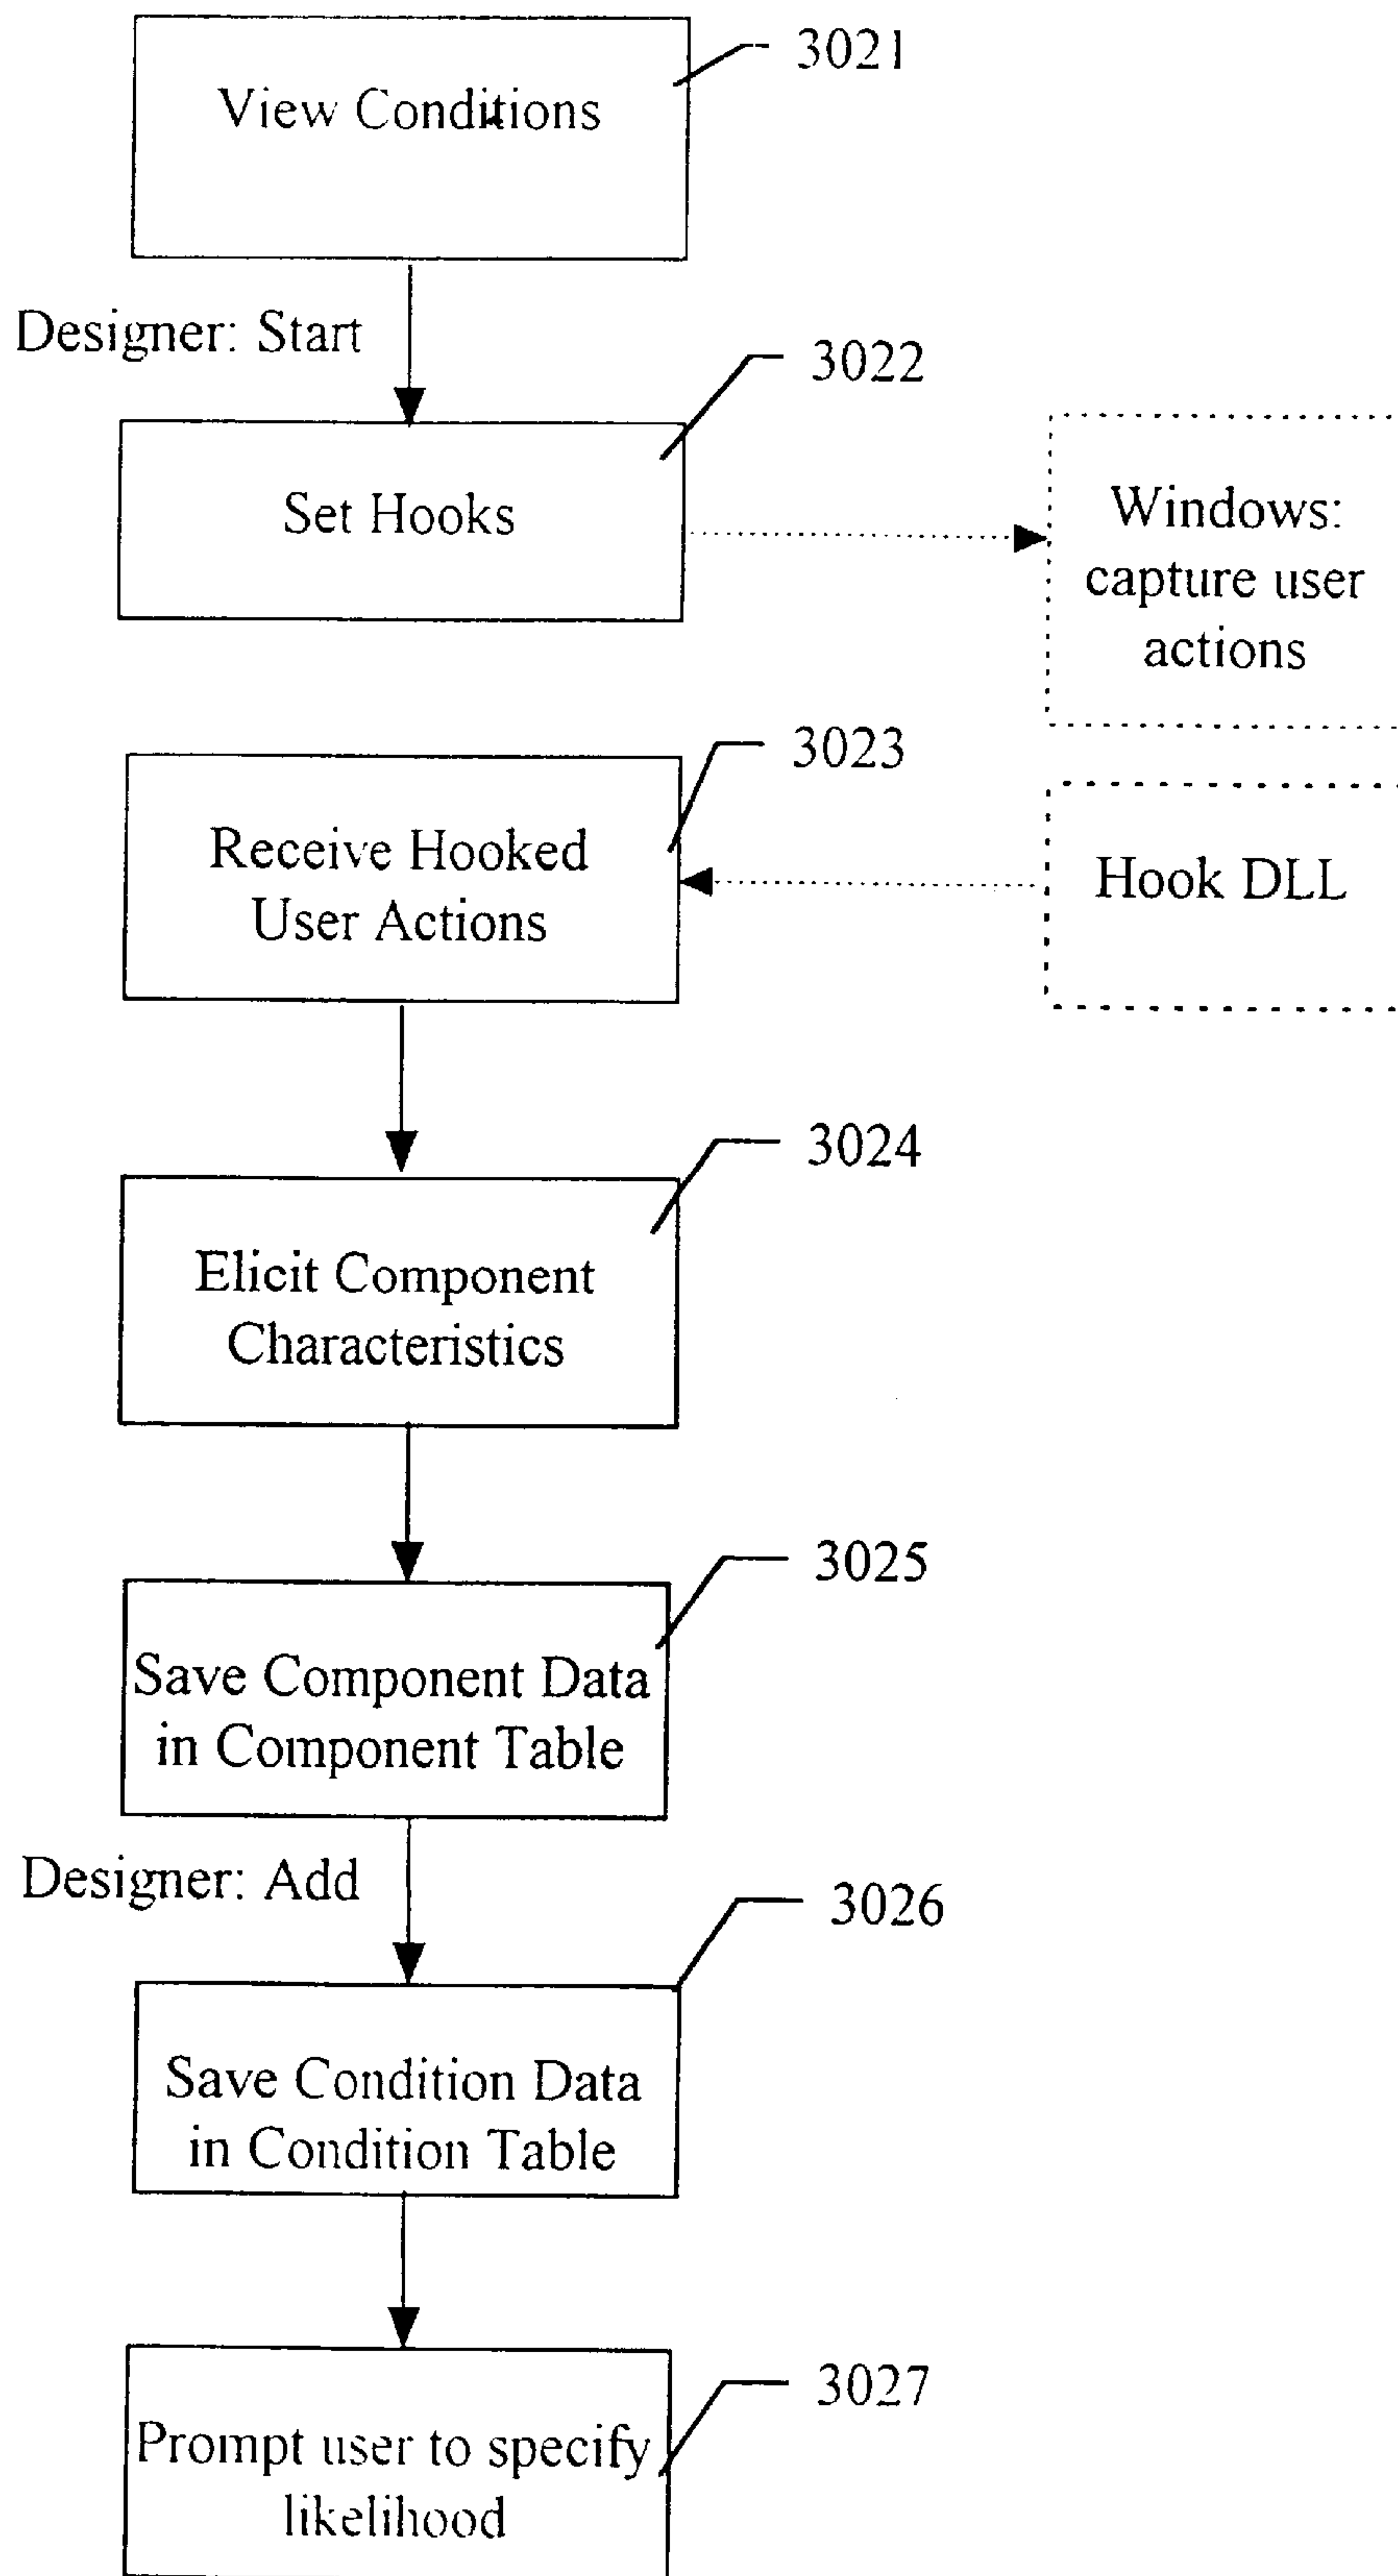 3021
View Conditions
Designer: Start
3022
Set Hooks
Windows:
capture user
actions
3023
Receive Hooked
User Actions
Hook DLL
3024
Elicit Component
Characteristics
3025
Save Component Data
in Component Table
Designer: Add
3026
Save Condition Data
in Condition Table
3027
Prompt user to specify
likelihood